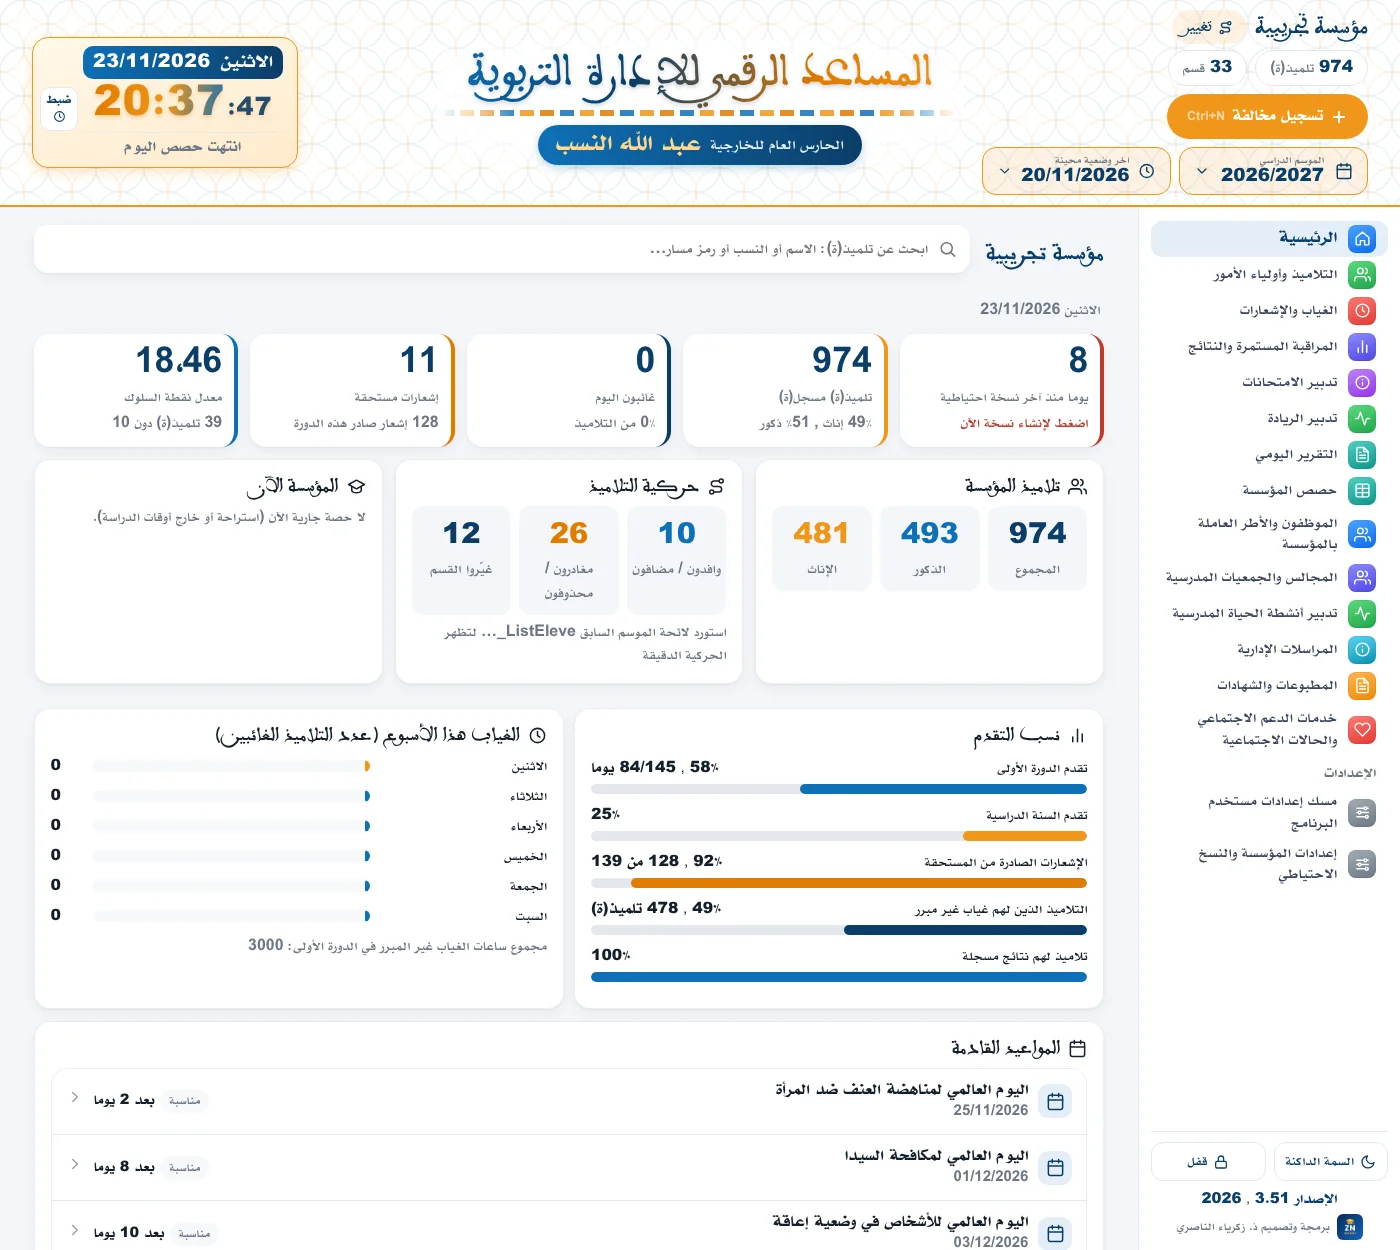 مؤسسة تجريبية
تغيير
974 تلميذ(ة)
33 قسم
تسجيل مخالفة Ctrl+N
الموسم الدراسي
2026/2027
آخر وضعية محينة
20/11/2026
المساعد الرقمي للإدارة التربوية
الحارس العام للخارجية عبد الله النسب
الاثنين 23/11/2026
20:37:47
ضبط
انتهت حصص اليوم
الرئيسية
التلاميذ وأولياء الأمور
الغياب والإشعارات
المراقبة المستمرة والنتائج
تدبير الامتحانات
تدبير الريادة
التقرير اليومي
حصص المؤسسة
الموظفون والأطر العاملة
بالمؤسسة
المجالس والجمعيات المدرسية
تدبير أنشطة الحياة المدرسية
المراسلات الإدارية
المطبوعات والشهادات
خدمات الدعم الاجتماعي
والحالات الاجتماعية
الإعدادات
مسك إعدادات مستخدم
البرنامج
إعدادات المؤسسة والنسخ
الاحتياطي
السمة الداكنة
قفل
الإصدار 3.51 , 2026
برمجة وتصميم ذ. زكرياء الناصري
ZN
مؤسسة تجريبية
ابحث عن تلميذ(ة): الاسم أو النسب أو رمز مسار...
الاثنين 23/11/2026
8
يوما منذ آخر نسخة احتياطية
اضغط لإنشاء نسخة الآن
974
تلميذ(ة) مسجل(ة)
49٪ إناث , 51٪ ذكور
0
غائبون اليوم
0٪ من التلاميذ
11
إشعارات مستحقة
128 إشعار صادر هذه الدورة
18.46
معدل نقطة السلوك
39 تلميذ(ة) دون 10
تلاميذ المؤسسة
974
المجموع
493
الذكور
481
الإناث
حركية التلاميذ
10
وافدون / مضافون
26
مغادرون /
محذوفون
12
غيّروا القسم
استورد لائحة الموسم السابق ListEleve_... لتظهر
الحركية الدقيقة
المؤسسة الآن
لا حصة جارية الآن (استراحة أو خارج أوقات الدراسة).
نسب التقدم
تقدم الدورة الأولى
58٪ , 84/145 يوما
تقدم السنة الدراسية
25٪
الإشعارات الصادرة من المستحقة
92٪ , 128 من 139
التلاميذ الذين لهم غياب غير مبرر
49٪ , 478 تلميذ(ة)
تلاميذ لهم نتائج مسجلة
100٪
الغياب هذا الأسبوع (عدد التلاميذ الغائبين)
الاثنين 0
الثلاثاء 0
الأربعاء 0
الخميس 0
الجمعة 0
السبت 0
مجموع ساعات الغياب غير المبرر في الدورة الأولى: 3000
المواعيد القادمة
اليوم العالمي لمناهضة العنف ضد المرأة
25/11/2026
مناسبة
بعد 2 يوما
اليوم العالمي لمكافحة السيدا
01/12/2026
مناسبة
بعد 8 يوما
اليوم العالمي للأشخاص في وضعية إعاقة
03/12/2026
مناسبة
بعد 10 يوما